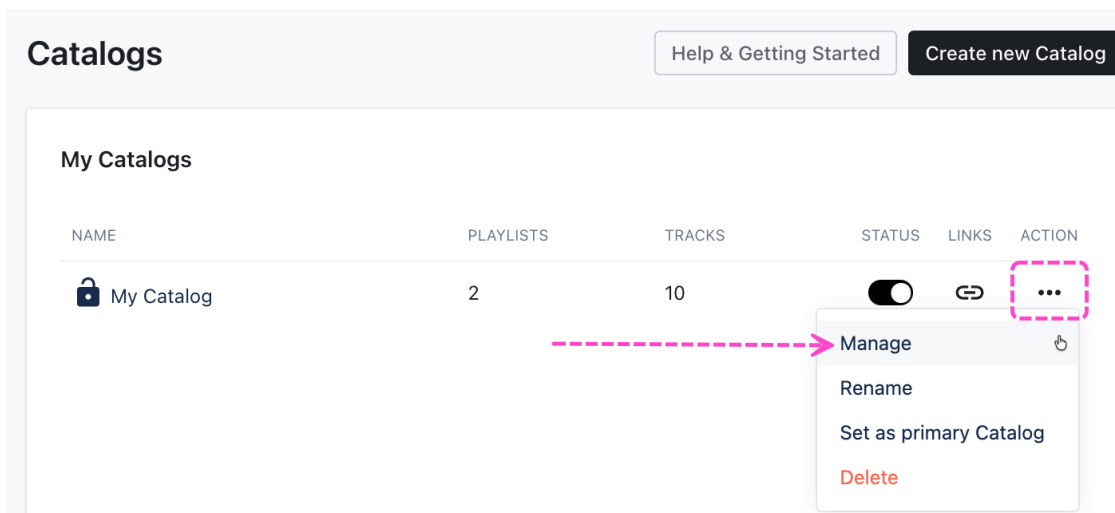 Catalogs
Help & Getting Started
Create new Catalog
My Catalogs
NAME PLAYLISTS TRACKS STATUS LINKS ACTION
My Catalog 2 10
Manage
Rename
Set as primary Catalog
Delete